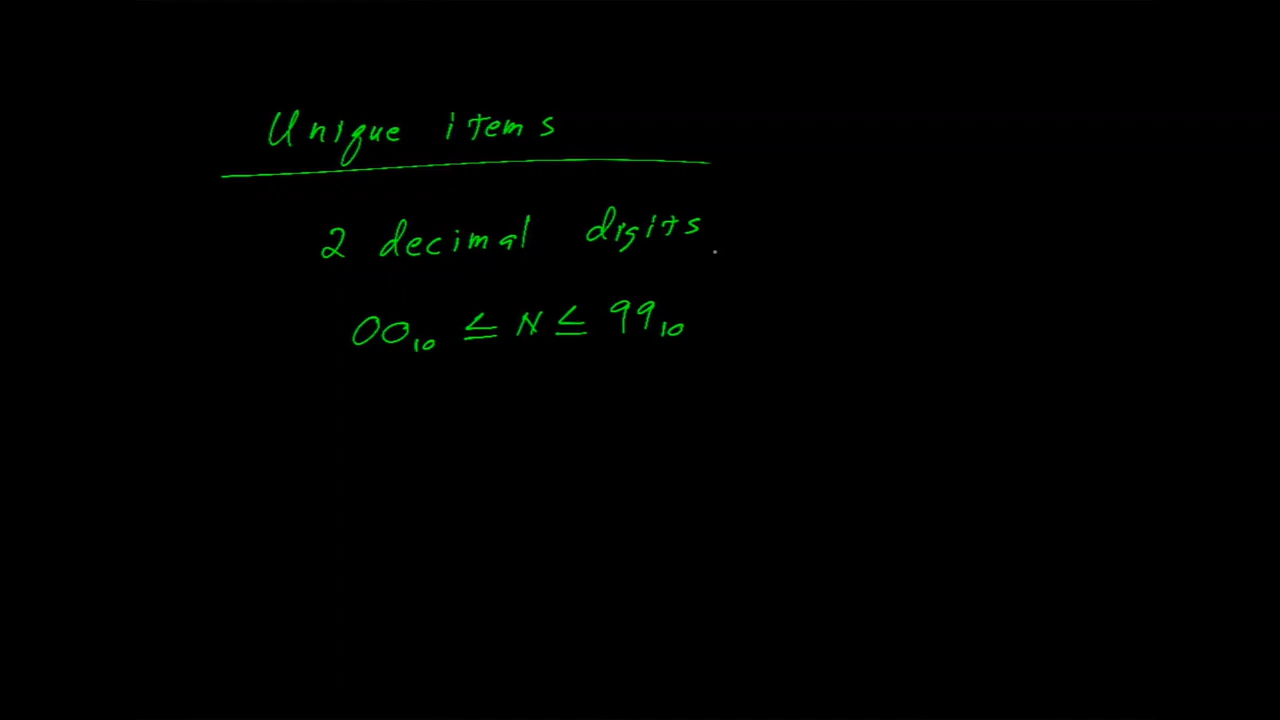 Unique items
2 decimal digits
00₁₀ ≤ N ≤ 99₁₀